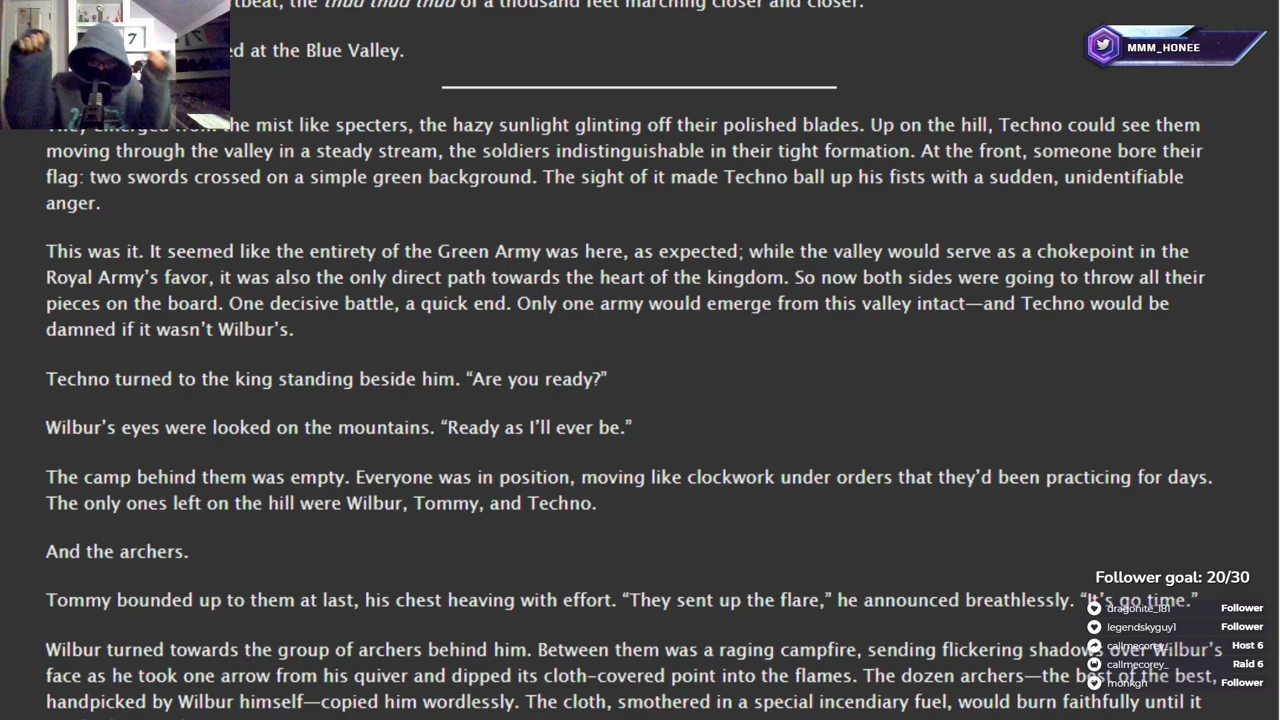 tbeat, the thud thud thud of a thousand feet marching closer and closer.
ed at the Blue Valley.
MMM_HONEE
7
They emerged from the mist like specters, the hazy sunlight glinting off their polished blades. Up on the hill, Techno could see them
moving through the valley in a steady stream, the soldiers indistinguishable in their tight formation. At the front, someone bore their
flag: two swords crossed on a simple green background. The sight of it made Techno ball up his fists with a sudden, unidentifiable
anger.
This was it. It seemed like the entirety of the Green Army was here, as expected; while the valley would serve as a chokepoint in the
Royal Army’s favor, it was also the only direct path towards the heart of the kingdom. So now both sides were going to throw all their
pieces on the board. One decisive battle, a quick end. Only one army would emerge from this valley intact—and Techno would be
damned if it wasn’t Wilbur’s.
Techno turned to the king standing beside him. “Are you ready?”
Wilbur’s eyes were looked on the mountains. “Ready as I’ll ever be.”
The camp behind them was empty. Everyone was in position, moving like clockwork under orders that they’d been practicing for days.
The only ones left on the hill were Wilbur, Tommy, and Techno.
And the archers.
Follower goal: 20/30
Tommy bounded up to them at last, his chest heaving with effort. “They sent up the flare,” he announced breathlessly. “It’s go time.”
dragonite_181 Follower
legendskyguy1 Follower
callmecorey_ Host 6
Wilbur turned towards the group of archers behind him. Between them was a raging campfire, sending flickering shadows over Wilbur’s
callmecorey_ Raid 6
face as he took one arrow from his quiver and dipped its cloth-covered point into the flames. The dozen archers—the best of the best,
monkgh Follower
handpicked by Wilbur himself—copied him wordlessly. The cloth, smothered in a special incendiary fuel, would burn faithfully until it